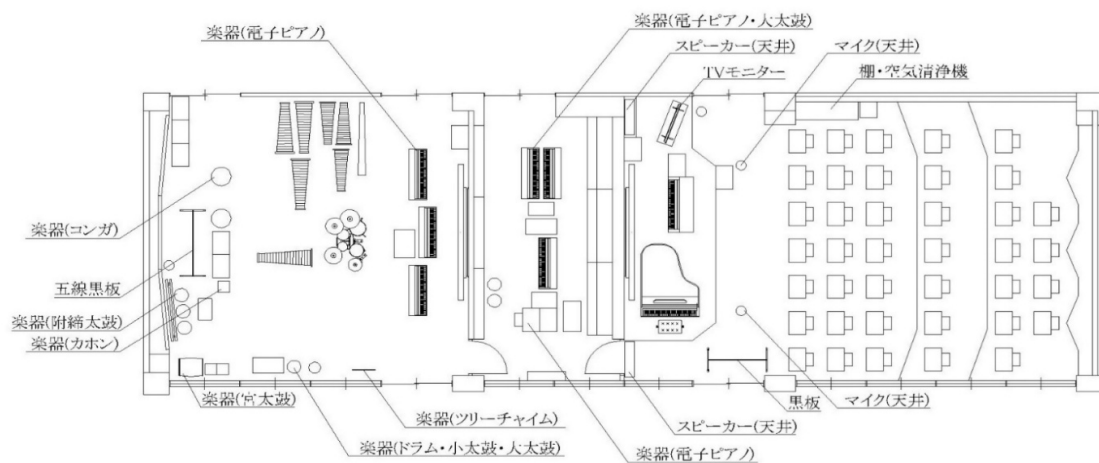 楽器(電子ピアノ・大太鼓)
楽器(電子ピアノ)
スピーカー(天井)
マイク(天井)
TVモニター
棚・空気清浄機
楽器(コンガ)
五線黒板
楽器(附締太鼓)
楽器(カホン)
楽器(宮太鼓)
楽器(ツリーチャイム)
楽器(ドラム・小太鼓・大太鼓)
スピーカー(天井)
楽器(電子ピアノ)
黒板
マイク(天井)